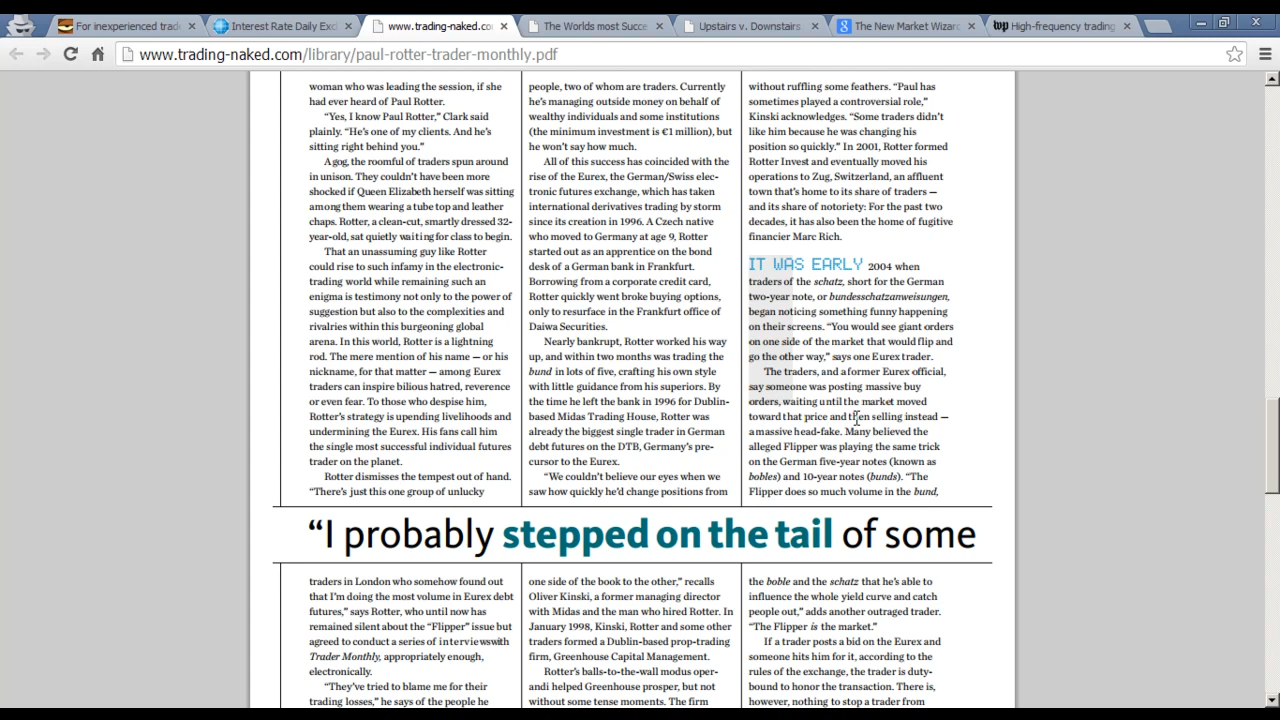 For inexperienced trad
Interest Rate Daily Exc
www.trading-naked.co
The Worlds most Succe
Upstairs v. Downstairs
The New Market Wizard
High-frequency trading
www.trading-naked.com/library/paul-rotter-trader-monthly.pdf
woman who was leading the session, if she
had ever heard of Paul Rotter.
“Yes, I know Paul Rotter,” Clark said
plainly. “He’s one of my clients. And he’s
sitting right behind you.”
Agog, the roomful of traders spun around
in unison. They couldn’t have been more
shocked if Queen Elizabeth herself was sitting
among them wearing a tube top and leather
chaps. Rotter, a clean-cut, smartly dressed 32-
year-old, sat quietly waiting for class to begin.
That an unassuming guy like Rotter
could rise to such infamy in the electronic-
trading world while remaining such an
enigma is testimony not only to the power of
suggestion but also to the complexities and
rivalries within this burgeoning global
arena. In this world, Rotter is a lightning
rod. The mere mention of his name — or his
nickname, for that matter — among Eurex
traders can inspire bilious hatred, reverence
or even fear. To those who despise him,
Rotter’s strategy is upending livelihoods and
undermining the Eurex. His fans call him
the single most successful individual futures
trader on the planet.
Rotter dismisses the tempest out of hand.
“There’s just this one group of unlucky
people, two of whom are traders. Currently
he’s managing outside money on behalf of
wealthy individuals and some institutions
(the minimum investment is €1 million), but
he won’t say how much.
All of this success has coincided with the
rise of the Eurex, the German/Swiss elec-
tronic futures exchange, which has taken
international derivatives trading by storm
since its creation in 1996. A Czech native
who moved to Germany at age 9, Rotter
started out as an apprentice on the bond
desk of a German bank in Frankfurt.
Borrowing from a corporate credit card,
Rotter quickly went broke buying options,
only to resurface in the Frankfurt office of
Daiwa Securities.
Nearly bankrupt, Rotter worked his way
up, and within two months was trading the
bund in lots of five, crafting his own style
with little guidance from his superiors. By
the time he left the bank in 1996 for Dublin-
based Midas Trading House, Rotter was
already the biggest single trader in German
debt futures on the DTB, Germany’s pre-
cursor to the Eurex.
“We couldn’t believe our eyes when we
saw how quickly he’d change positions from
without ruffling some feathers. “Paul has
sometimes played a controversial role,”
Kinski acknowledges. “Some traders didn’t
like him because he was changing his
position so quickly.” In 2001, Rotter formed
Rotter Invest and eventually moved his
operations to Zug, Switzerland, an affluent
town that’s home to its share of traders —
and its share of notoriety: For the past two
decades, it has also been the home of fugitive
financier Marc Rich.
IT WAS EARLY 2004 when
traders of the schatz, short for the German
two-year note, or bundesschatzanweisungen,
began noticing something funny happening
on their screens. “You would see giant orders
on one side of the market that would flip and
go the other way,” says one Eurex trader.
The traders, and a former Eurex official,
say someone was posting massive buy
orders, waiting until the market moved
toward that price and then selling instead —
a massive head-fake. Many believed the
alleged Flipper was playing the same trick
on the German five-year notes (known as
bobles) and 10-year notes (bunds). “The
Flipper does so much volume in the bund,
“I probably stepped on the tail of some
traders in London who somehow found out
that I’m doing the most volume in Eurex debt
futures,” says Rotter, who until now has
remained silent about the “Flipper” issue but
agreed to conduct a series of interviewswith
Trader Monthly, appropriately enough,
electronically.
“They’ve tried to blame me for their
trading losses,” he says of the people he
one side of the book to the other,” recalls
Oliver Kinski, a former managing director
with Midas and the man who hired Rotter. In
January 1998, Kinski, Rotter and some other
traders formed a Dublin-based prop-trading
firm, Greenhouse Capital Management.
Rotter’s balls-to-the-wall modus oper-
andi helped Greenhouse prosper, but not
without some tense moments. The firm
the boble and the schatz that he’s able to
influence the whole yield curve and catch
people out,” adds another outraged trader.
“The Flipper is the market.”
If a trader posts a bid on the Eurex and
someone hits him for it, according to the
rules of the exchange, the trader is duty-
bound to honor the transaction. There is,
however, nothing to stop a trader from